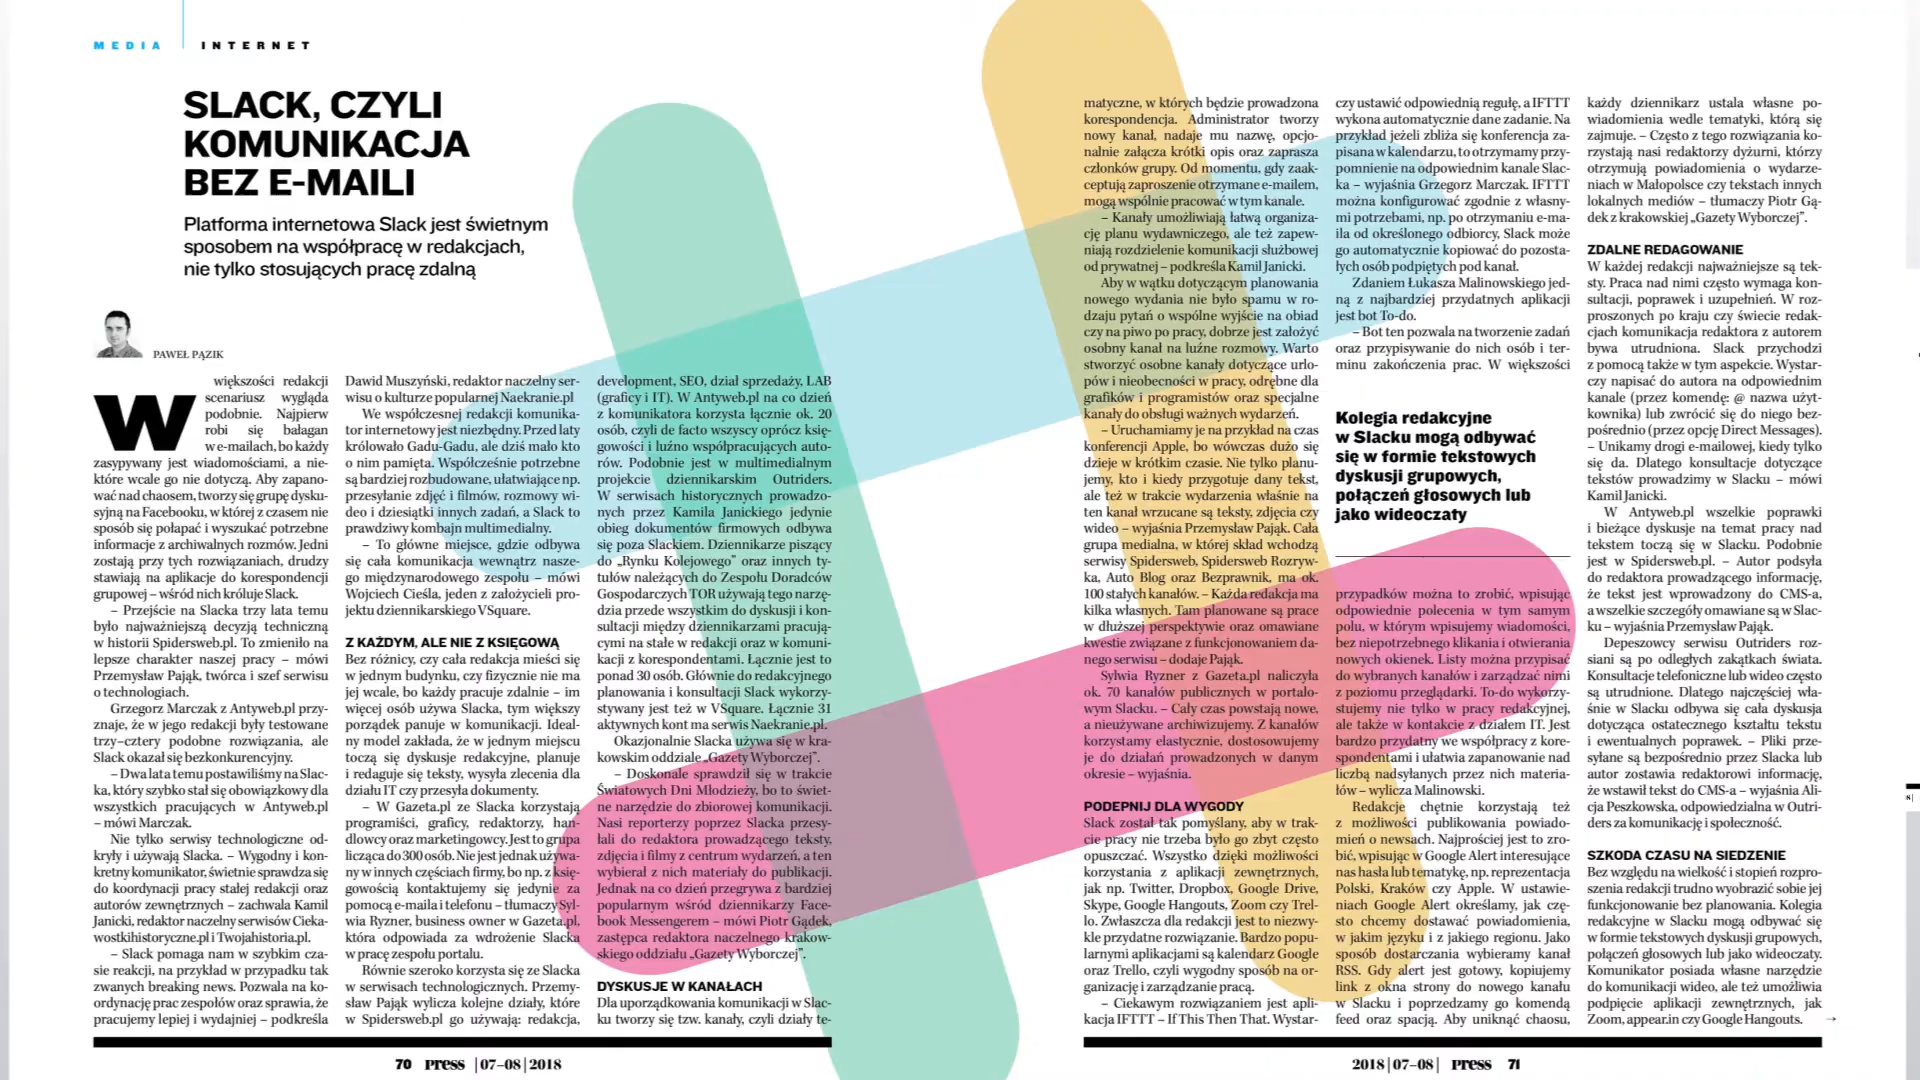 MEDIA
INTERNET
SLACK, CZYLI
KOMUNIKACJA
BEZ E-MAILI
Platforma internetowa Slack jest świetnym
sposobem na współpracę w redakcjach,
nie tylko stosujących pracę zdalną
PAWEŁ PĄZIK
W
większości redakcji
scenariusz wygląda
podobnie. Najpierw
robi się bałagan
w e-mailach, bo każdy
zasypywany jest wiadomościami, a nie-
które wcale go nie dotyczą. Aby zapano-
wać nad chaosem, tworzy się grupę dysku-
syjną na Facebooku, w której z czasem nie
sposób się połapać i wyszukać potrzebne
informacje z archiwalnych rozmów. Jedni
zostają przy tych rozwiązaniach, drudzy
stawiają na aplikacje do korespondencji
grupowej – wśród nich króluje Slack.
– Przejście na Slacka trzy lata temu
było najważniejszą decyzją techniczną
w historii Spidersweb.pl. To zmieniło na
lepsze charakter naszej pracy – mówi
Przemysław Pająk, twórca i szef serwisu
o technologiach.
Grzegorz Marczak z Antyweb.pl przy-
znaje, że w jego redakcji były testowane
trzy–cztery podobne rozwiązania, ale
Slack okazał się bezkonkurencyjny.
– Dwa lata temu postawiliśmy na Slac-
ka, który szybko stał się obowiązkowy dla
wszystkich pracujących w Antyweb.pl
– mówi Marczak.
Nie tylko serwisy technologiczne od-
kryły i używają Slacka. – Wygodny i kon-
kretny komunikator, świetnie sprawdza się
do koordynacji pracy stałej redakcji oraz
autorów zewnętrznych – zachwala Kamil
Janicki, redaktor naczelny serwisów Cieka-
wostkihistoryczne.pl i Twojahistoria.pl.
– Slack pomaga nam w szybkim cza-
sie reakcji, na przykład w przypadku tak
zwanych breaking news. Pozwala na ko-
ordynację prac zespołów oraz sprawia, że
pracujemy lepiej i wydajniej – podkreśla
Dawid Muszyński, redaktor naczelny ser-
wisu o kulturze popularnej Naekranie.pl
We współczesnej redakcji komunika-
tor internetowy jest niezbędny. Przed laty
królowało Gadu-Gadu, ale dziś mało kto
o nim pamięta. Współcześnie potrzebne
są bardziej rozbudowane, ułatwiające np.
przesyłanie zdjęć i filmów, rozmowy wi-
deo i dziesiątki innych zadań, a Slack to
prawdziwy kombajn multimedialny.
– To główne miejsce, gdzie odbywa
się cała komunikacja wewnątrz nasze-
go międzynarodowego zespołu – mówi
Wojciech Cieśla, jeden z założycieli pro-
jektu dziennikarskiego VSquare.
Z KAŻDYM, ALE NIE Z KSIĘGOWĄ
Bez różnicy, czy cała redakcja mieści się
w jednym budynku, czy fizycznie nie ma
jej wcale, bo każdy pracuje zdalnie – im
więcej osób używa Slacka, tym większy
porządek panuje w komunikacji. Ideal-
ny model zakłada, że w jednym miejscu
toczą się dyskusje redakcyjne, planuje
i redaguje się teksty, wysyła zlecenia dla
działu IT czy przesyła dokumenty.
– W Gazeta.pl ze Slacka korzystają
programiści, graficy, redaktorzy, han-
dlowcy oraz marketingowcy. Jest to grupa
licząca do 300 osób. Nie jest jednak używa-
ny w innych częściach firmy, bo np. z księ-
gowością kontaktujemy się jedynie za
pomocą e-maila i telefonu – tłumaczy Syl-
wia Ryzner, business owner w Gazeta.pl,
która odpowiada za wdrożenie Slacka
w pracę zespołu portalu.
Równie szeroko korzysta się ze Slacka
w serwisach technologicznych. Przemy-
sław Pająk wylicza kolejne działy, które
w Spidersweb.pl go używają: redakcja,
development, SEO, dział sprzedaży, LAB
(graficy i IT). W Antyweb.pl na co dzień
z komunikatora korzysta łącznie ok. 20
osób, czyli de facto wszyscy oprócz księ-
gowości i luźno współpracujących auto-
rów. Podobnie jest w multimedialnym
projekcie dziennikarskim Outriders.
W serwisach historycznych prowadzo-
nych przez Kamila Janickiego jedynie
obieg dokumentów firmowych odbywa
się poza Slackiem. Dziennikarze piszący
do „Rynku Kolejowego” oraz innych ty-
tułów należących do Zespołu Doradców
Gospodarczych TOR używają tego narzę-
dzia przede wszystkim do dyskusji i kon-
sultacji między dziennikarzami pracują-
cymi na stałe w redakcji oraz w komuni-
kacji z korespondentami. Łącznie jest to
ponad 30 osób. Głównie do redakcyjnego
planowania i konsultacji Slack wykorzy-
stywany jest też w VSquare. Łącznie 31
aktywnych kont ma serwis Naekranie.pl.
Okazjonalnie Slacka używa się w kra-
kowskim oddziale „Gazety Wyborczej”.
– Doskonale sprawdził się w trakcie
Światowych Dni Młodzieży, bo to świet-
ne narzędzie do zbiorowej komunikacji.
Nasi reporterzy poprzez Slacka przesy-
łali do redaktora prowadzącego teksty,
zdjęcia i filmy z centrum wydarzeń, a ten
wybierał z nich materiały do publikacji.
Jednak na co dzień przegrywa z bardziej
popularnym wśród dziennikarzy Face-
book Messengerem – mówi Piotr Gądek,
zastępca redaktora naczelnego krakow-
skiego oddziału „Gazety Wyborczej”.
DYSKUSJE W KANAŁACH
Dla uporządkowania komunikacji w Slac-
ku tworzy się tzw. kanały, czyli działy te-
70 Press |07–08|2018
matyczne, w których będzie prowadzona
korespondencja. Administrator tworzy
nowy kanał, nadaje mu nazwę, opcjo-
nalnie załącza krótki opis oraz zaprasza
członków grupy. Od momentu, gdy zaak-
ceptują zaproszenie otrzymane e-mailem,
mogą wspólnie pracować w tym kanale.
– Kanały umożliwiają łatwą organiza-
cję planu wydawniczego, ale też zapew-
niają rozdzielenie komunikacji służbowej
od prywatnej – podkreśla Kamil Janicki.
Aby w wątku dotyczącym planowania
nowego wydania nie było spamu w ro-
dzaju pytań o wspólne wyjście na obiad
czy na piwo po pracy, dobrze jest założyć
osobny kanał na luźne rozmowy. Warto
stworzyć osobne kanały dotyczące urlo-
pów i nieobecności w pracy, odrębne dla
grafików i programistów oraz specjalne
kanały do obsługi ważnych wydarzeń.
– Uruchamiamy je na przykład na czas
konferencji Apple, bo wówczas dużo się
dzieje w krótkim czasie. Nie tylko planu-
jemy, kto i kiedy przygotuje dany tekst,
ale też w trakcie wydarzenia właśnie na
ten kanał wrzucane są teksty, zdjęcia czy
wideo – wyjaśnia Przemysław Pająk. Cała
grupa medialna, w której skład wchodzą
serwisy Spidersweb, Spidersweb Rozryw-
ka, Auto Blog oraz Bezprawnik, ma ok.
100 stałych kanałów. – Każda redakcja ma
kilka własnych. Tam planowane są prace
w dłuższej perspektywie oraz omawiane
kwestie związane z funkcjonowaniem da-
nego serwisu – dodaje Pająk.
Sylwia Ryzner z Gazeta.pl naliczyła
ok. 70 kanałów publicznych w portalo-
wym Slacku. – Cały czas powstają nowe,
a nieużywane archiwizujemy. Z kanałów
korzystamy elastycznie, dostosowujemy
je do działań prowadzonych w danym
okresie – wyjaśnia.
PODEPNIJ DLA WYGODY
Slack został tak pomyślany, aby w trak-
cie pracy nie trzeba było go zbyt często
opuszczać. Wszystko dzięki możliwości
korzystania z aplikacji zewnętrznych,
jak np. Twitter, Dropbox, Google Drive,
Skype, Google Hangouts, Zoom czy Trel-
lo. Zwłaszcza dla redakcji jest to niezwy-
kle przydatne rozwiązanie. Bardzo popu-
larnymi aplikacjami są kalendarz Google
oraz Trello, czyli wygodny sposób na or-
ganizację i zarządzanie pracą.
– Ciekawym rozwiązaniem jest apli-
kacja IFTTT – If This Then That. Wystar-
czy ustawić odpowiednią regułę, a IFTTT
wykona automatycznie dane zadanie. Na
przykład jeżeli zbliża się konferencja za-
pisana w kalendarzu, to otrzymamy przy-
pomnienie na odpowiednim kanale Slac-
ka – wyjaśnia Grzegorz Marczak. IFTTT
można konfigurować zgodnie z własny-
mi potrzebami, np. po otrzymaniu e-ma-
ila od określonego odbiorcy, Slack może
go automatycznie kopiować do pozosta-
łych osób podpiętych pod kanał.
Zdaniem Łukasza Malinowskiego jed-
ną z najbardziej przydatnych aplikacji
jest bot To-do.
– Bot ten pozwala na tworzenie zadań
oraz przypisywanie do nich osób i ter-
minu zakończenia prac. W większości
Kolegia redakcyjne
w Slacku mogą odbywać
się w formie tekstowych
dyskusji grupowych,
połączeń głosowych lub
jako wideoczaty
przypadków można to zrobić, wpisując
odpowiednie polecenia w tym samym
polu, w którym wpisujemy wiadomości,
bez niepotrzebnego klikania i otwierania
nowych okienek. Listy można przypisać
do wybranych kanałów i zarządzać nimi
z poziomu przeglądarki. To-do wykorzy-
stujemy nie tylko w pracy redakcyjnej,
ale także w kontakcie z działem IT. Jest
bardzo przydatny we współpracy z kore-
spondentami i ułatwia zapanowanie nad
liczbą nadsyłanych przez nich materia-
łów – wylicza Malinowski.
Redakcje chętnie korzystają też
z możliwości publikowania powiado-
mień o newsach. Najprościej jest to zro-
bić, wpisując w Google Alert interesujące
nas hasła lub tematykę, np. reprezentacja
Polski, Kraków czy Apple. W ustawie-
niach Google Alert określamy, jak czę-
sto chcemy dostawać powiadomienia,
w jakim języku i z jakiego regionu. Jako
sposób dostarczania wybieramy kanał
RSS. Gdy alert jest gotowy, kopiujemy
link z okna strony do nowego kanału
w Slacku i poprzedzamy go komendą
feed oraz spacją. Aby uniknąć chaosu,
każdy dziennikarz ustala własne po-
wiadomienia wedle tematyki, którą się
zajmuje. – Często z tego rozwiązania ko-
rzystają nasi redaktorzy dyżurni, którzy
otrzymują powiadomienia o wydarze-
niach w Małopolsce czy tekstach innych
lokalnych mediów – tłumaczy Piotr Gą-
dek z krakowskiej „Gazety Wyborczej”.
ZDALNE REDAGOWANIE
W każdej redakcji najważniejsze są tek-
sty. Praca nad nimi często wymaga kon-
sultacji, poprawek i uzupełnień. W roz-
proszonych po kraju czy świecie redak-
cjach komunikacja redaktora z autorem
bywa utrudniona. Slack przychodzi
z pomocą także w tym aspekcie. Wystar-
czy napisać do autora na odpowiednim
kanale (przez komendę: @ nazwa użyt-
kownika) lub zwrócić się do niego bez-
pośrednio (przez opcję Direct Messages).
– Unikamy drogi e-mailowej, kiedy tylko
się da. Dlatego konsultacje dotyczące
tekstów prowadzimy w Slacku – mówi
Kamil Janicki.
W Antyweb.pl wszelkie poprawki
i bieżące dyskusje na temat pracy nad
tekstem toczą się w Slacku. Podobnie
jest w Spidersweb.pl. – Autor podsyła
do redaktora prowadzącego informację,
że tekst jest wprowadzony do CMS-a,
a wszelkie szczegóły omawiane są w Slac-
ku – wyjaśnia Przemysław Pająk.
Depeszowcy serwisu Outriders roz-
siani są po odległych zakątkach świata.
Konsultacje telefoniczne lub wideo często
są utrudnione. Dlatego najczęściej wła-
śnie w Slacku odbywa się cała dyskusja
dotycząca ostatecznego kształtu tekstu
i ewentualnych poprawek. – Pliki prze-
syłane są bezpośrednio przez Slacka lub
autor zostawia redaktorowi informację,
że wstawił tekst do CMS-a – wyjaśnia Ali-
cja Peszkowska, odpowiedzialna w Outri-
ders za komunikację i społeczność.
SZKODA CZASU NA SIEDZENIE
Bez względu na wielkość i stopień rozpro-
szenia redakcji trudno wyobrazić sobie jej
funkcjonowanie bez planowania. Kolegia
redakcyjne w Slacku mogą odbywać się
w formie tekstowych dyskusji grupowych,
połączeń głosowych lub jako wideoczaty.
Komunikator posiada własne narzędzie
do komunikacji wideo, ale też umożliwia
podpięcie aplikacji zewnętrznych, jak
Zoom, appear.in czy Google Hangouts. →
2018|07–08| Press 71